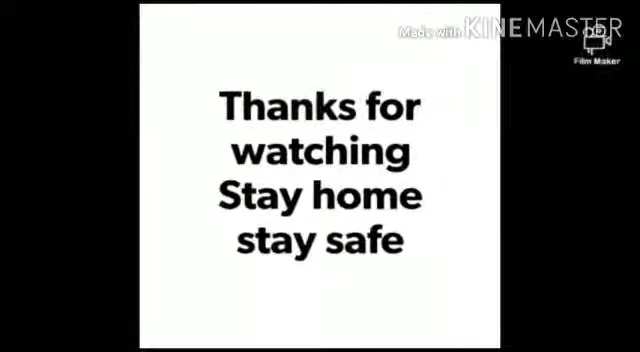 Made with KINEMASTER
Film Maker
Thanks for
watching
Stay home
stay safe